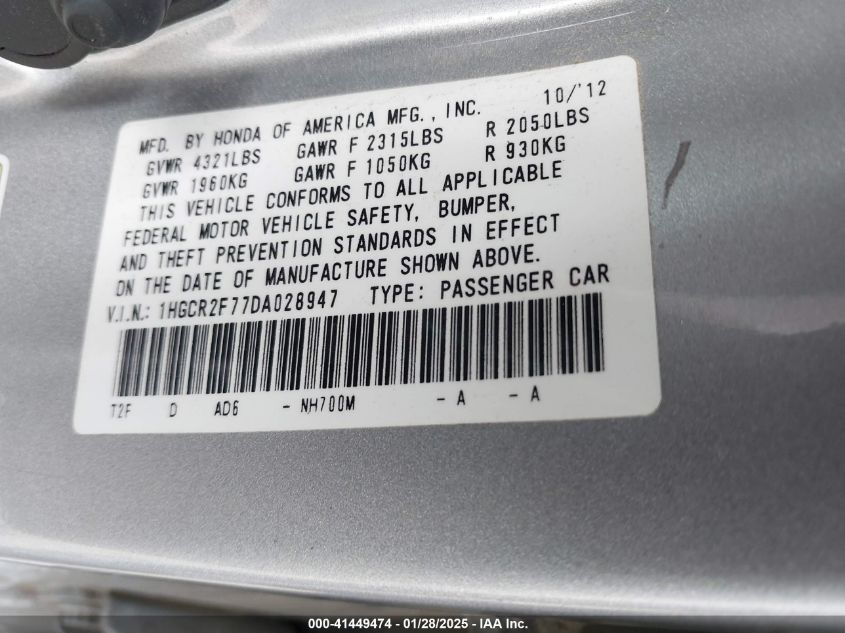 MFD. BY HONDA OF AMERICA MFG., INC. 10/'12
GVWR 4321LBS GAWR F 2315LBS R 2050LBS
GVWR 1960KG GAWR F 1050KG R 930KG
THIS VEHICLE CONFORMS TO ALL APPLICABLE
FEDERAL MOTOR VEHICLE SAFETY, BUMPER,
AND THEFT PREVENTION STANDARDS IN EFFECT
ON THE DATE OF MANUFACTURE SHOWN ABOVE.
V.I.N.: 1HGCR2F77DA028947 TYPE: PASSENGER CAR
T2F D AD6 - NH700M - A - A
000-41449474 | 01/28/2025 - IAA Inc.